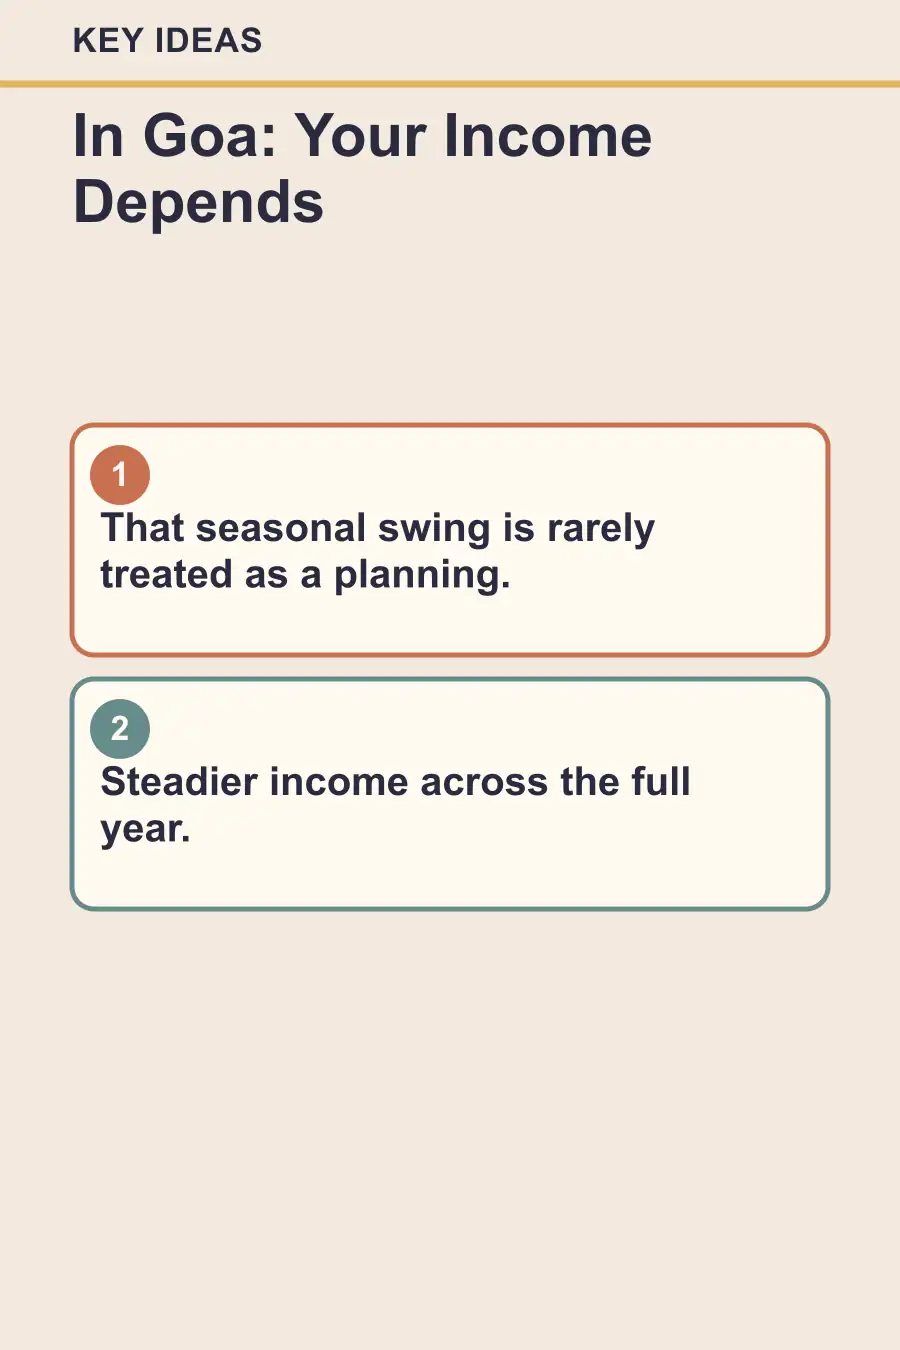 KEY IDEAS
In Goa: Your Income
Depends
1
That seasonal swing is rarely
treated as a planning.
2
Steadier income across the full
year.